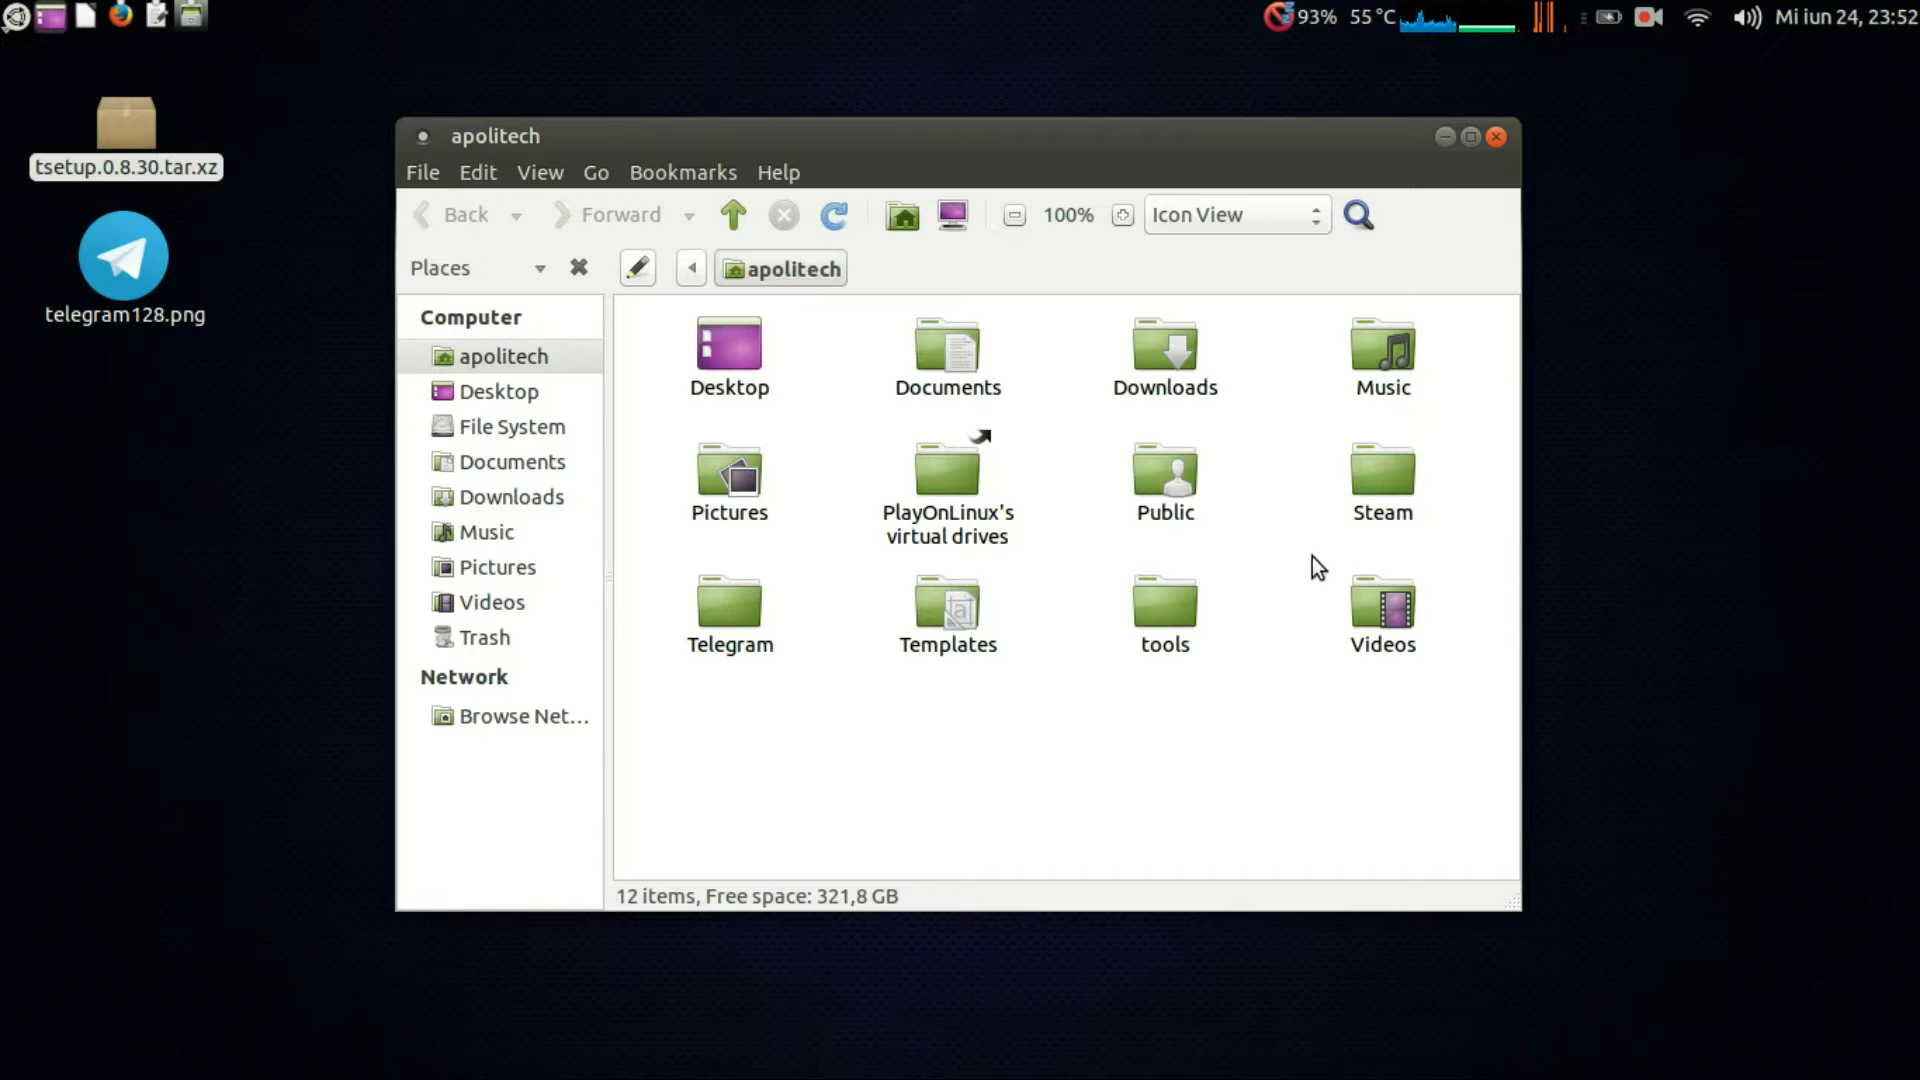 93% 55 °C Mi iun 24, 23:52
tsetup.0.8.30.tar.xz
telegram128.png
apolitech
File Edit View Go Bookmarks Help
Back Forward 100% Icon View
Places apolitech
Computer
apolitech
Desktop
File System
Documents
Downloads
Music
Pictures
Videos
Trash
Network
Browse Net...
Desktop Documents Downloads Music
Pictures PlayOnLinux's Public Steam
virtual drives
Telegram Templates tools Videos
12 items, Free space: 321,8 GB